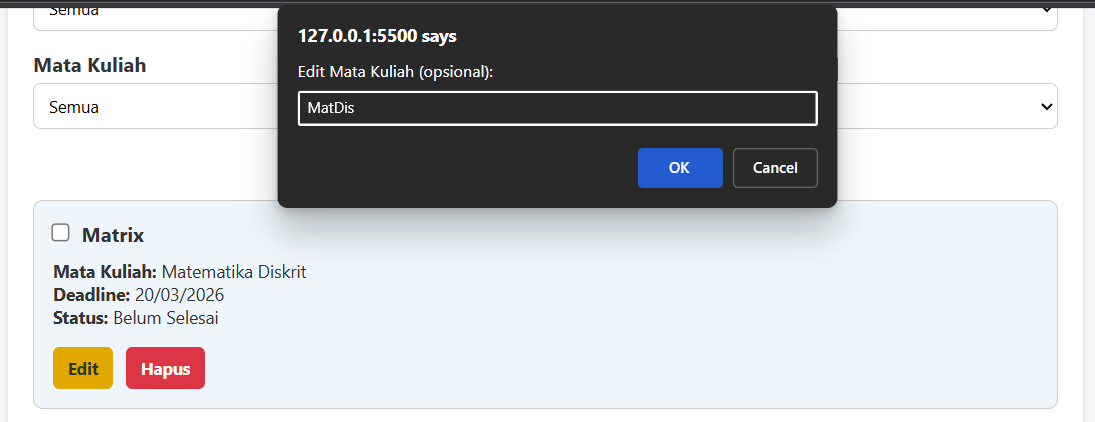 Semua
127.0.0.1:5500 says
Edit Mata Kuliah (opsional):
MatDis
OK Cancel
Mata Kuliah
Semua
Matrix
Mata Kuliah: Matematika Diskrit
Deadline: 20/03/2026
Status: Belum Selesai
Edit Hapus